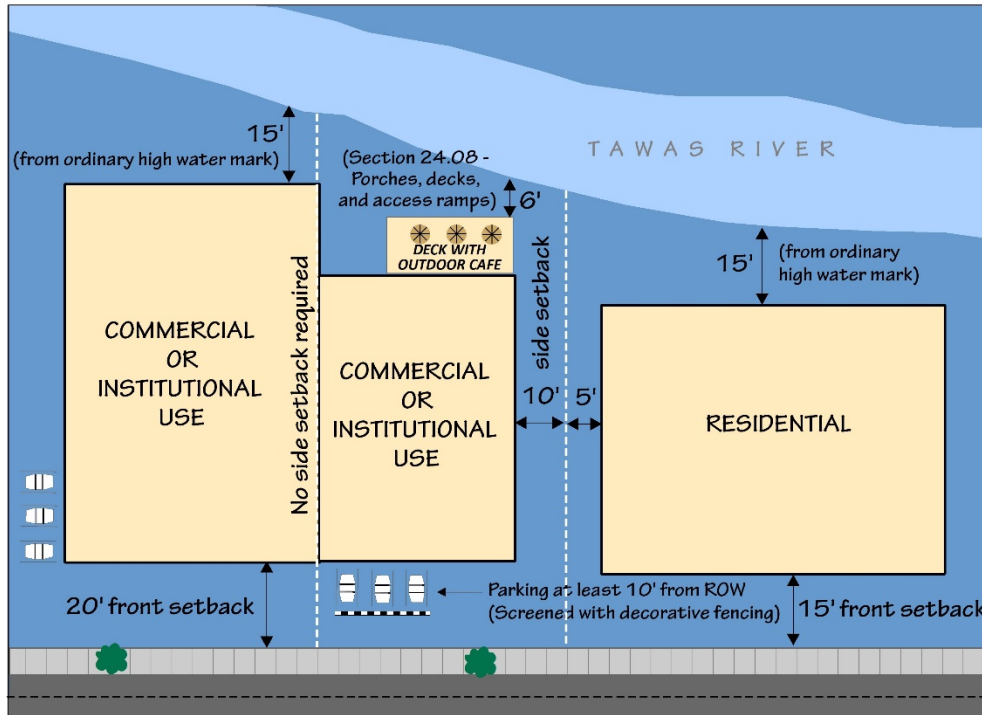 15'
(from ordinary high water mark)
(Section 24.08 -
Porches, decks,
and access ramps)
6'
TAWAS RIVER
DECK WITH
OUTDOOR CAFE
15'
(from ordinary
high water mark)
COMMERCIAL
OR
INSTITUTIONAL
USE
No side setback required
COMMERCIAL
OR
INSTITUTIONAL
USE
side setback
10'
5'
RESIDENTIAL
20' front setback
Parking at least 10' from ROW
(Screened with decorative fencing)
15' front setback